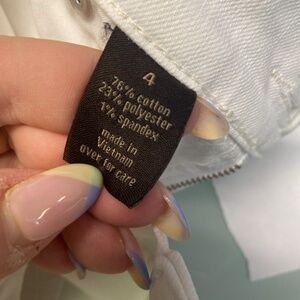 4
76% cotton
23% polyester
1% spandex
made in
Vietnam
over for care